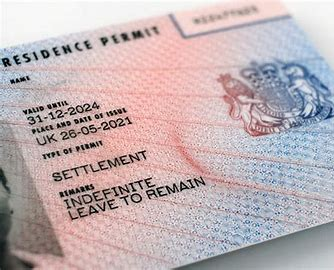 RESIDENCE PERMIT
NAME
VALID UNTIL
31-12-2024
PLACE AND DATE OF ISSUE
UK 26-05-2021
TYPE OF PERMIT
SETTLEMENT
REMARKS
INDEFINITE
LEAVE TO REMAIN